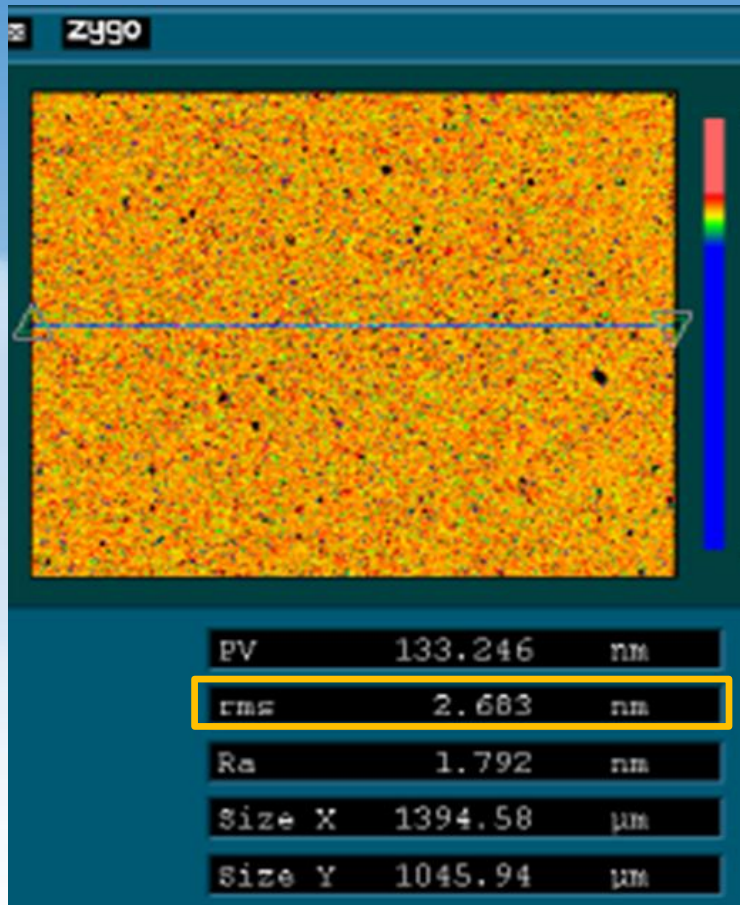 zygo
PV 133.246 nm
rms 2.683 nm
Ra 1.792 nm
Size X 1394.58 µm
Size Y 1045.94 µm